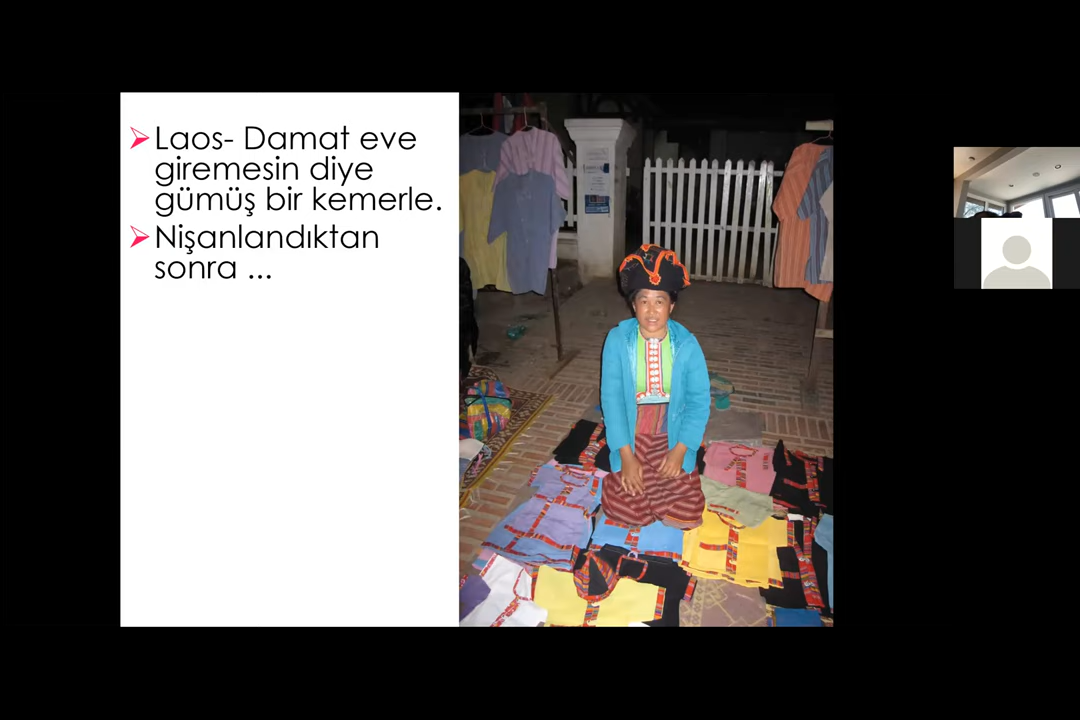 Laos- Damat eve
giremesin diye
gümüş bir kemerle.
Nişanlandıktan
sonra ...